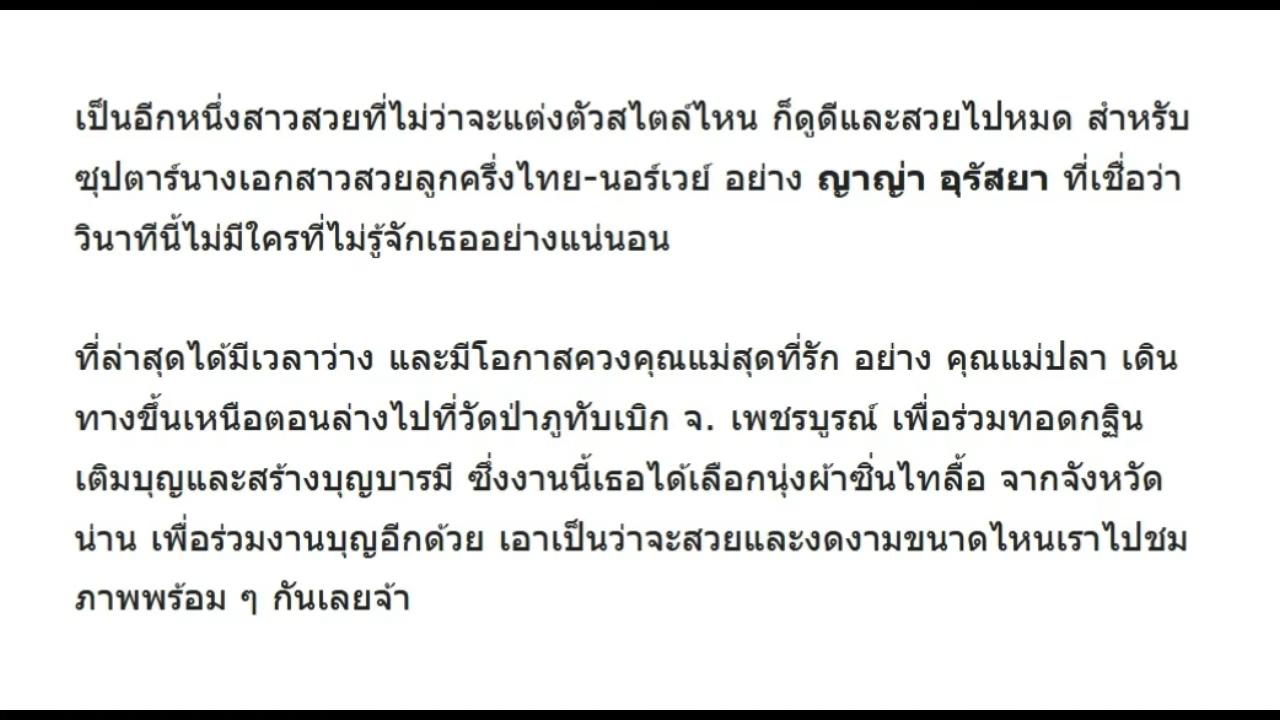 เป็นอีกหนึ่งสาวสวยที่ไม่ว่าจะแต่งตัวสไตล์ไหน ก็ดูดีและสวยไปหมด สำหรับ
ซุปตาร์นางเอกสาวสวยลูกครึ่งไทย-นอร์เวย์ อย่าง ญาญ่า อุรัสยา ที่เชื่อว่า
วินาทีนี้ไม่มีใครที่ไม่รู้จักเธออย่างแน่นอน
ที่ล่าสุดได้มีเวลาว่าง และมีโอกาสควงคุณแม่สุดที่รัก อย่าง คุณแม่ปลา เดิน
ทางขึ้นเหนือตอนล่างไปที่วัดป่าภูทับเบิก จ. เพชรบูรณ์ เพื่อร่วมทอดกฐิน
เติมบุญและสร้างบุญบารมี ซึ่งงานนี้เธอได้เลือกนุ่งผ้าซิ่นไทลื้อ จากจังหวัด
น่าน เพื่อร่วมงานบุญอีกด้วย เอาเป็นว่าจะสวยและงดงามขนาดไหนเราไปชม
ภาพพร้อม ๆ กันเลยจ้า